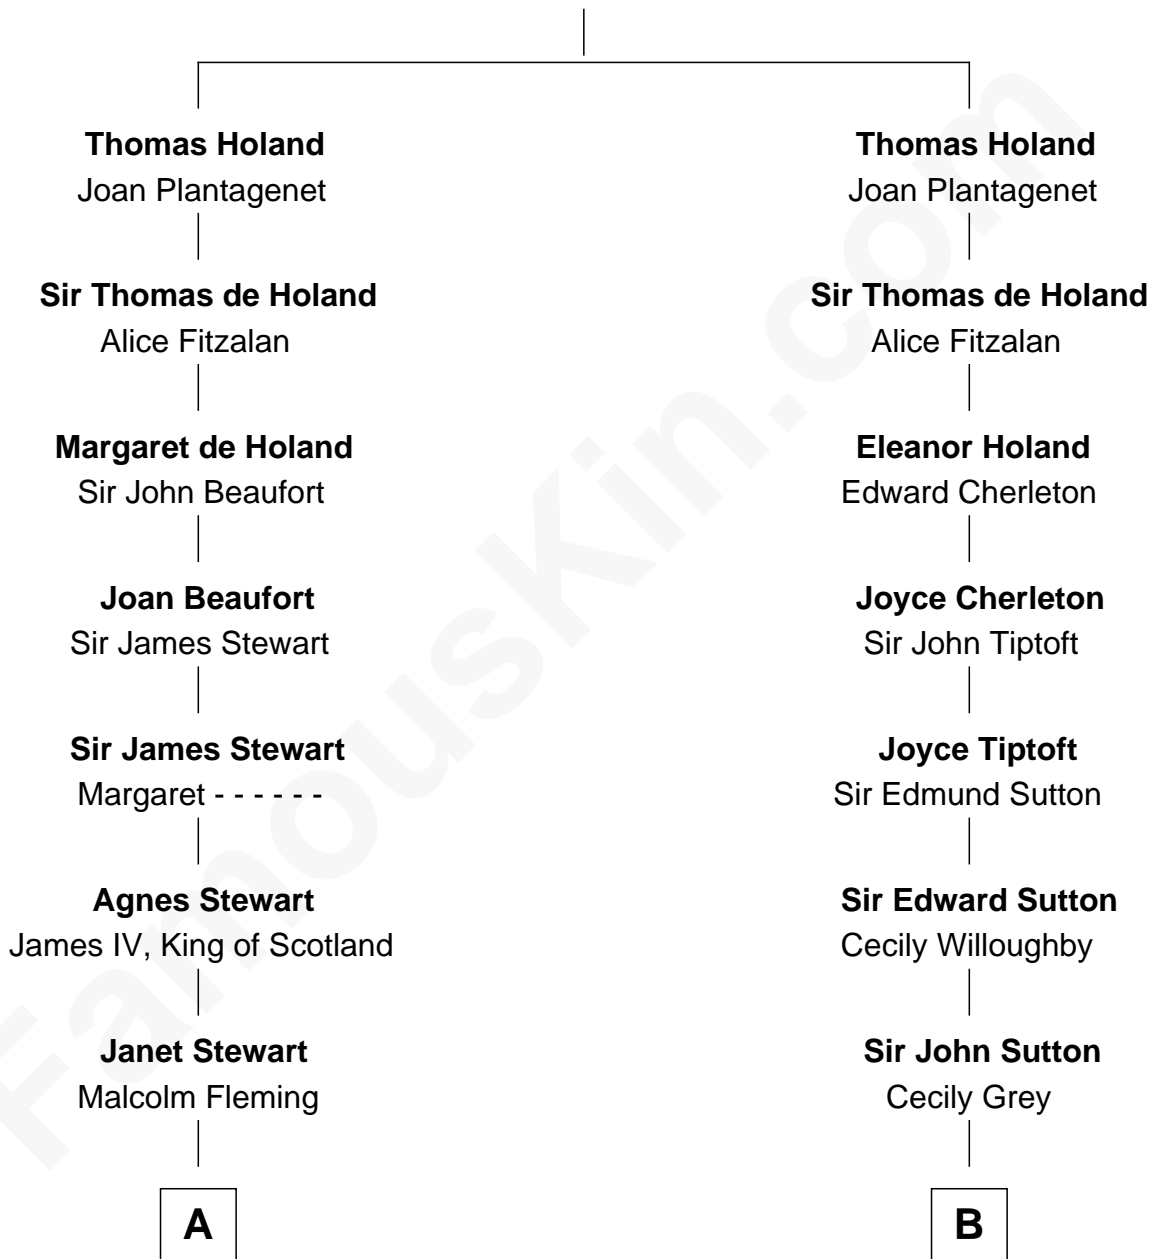 Thomas Holand
Joan Plantagenet
Sir Thomas de Holand
Alice Fitzalan
Margaret de Holand
Sir John Beaufort
Joan Beaufort
Sir James Stewart
Sir James Stewart
Margaret - - - - - -
Agnes Stewart
James IV, King of Scotland
Janet Stewart
Malcolm Fleming
A
Thomas Holand
Joan Plantagenet
Sir Thomas de Holand
Alice Fitzalan
Eleanor Holand
Edward Cherleton
Joyce Cherleton
Sir John Tiptoft
Joyce Tiptoft
Sir Edmund Sutton
Sir Edward Sutton
Cecily Willoughby
Sir John Sutton
Cecily Grey
B
FamousKin.com